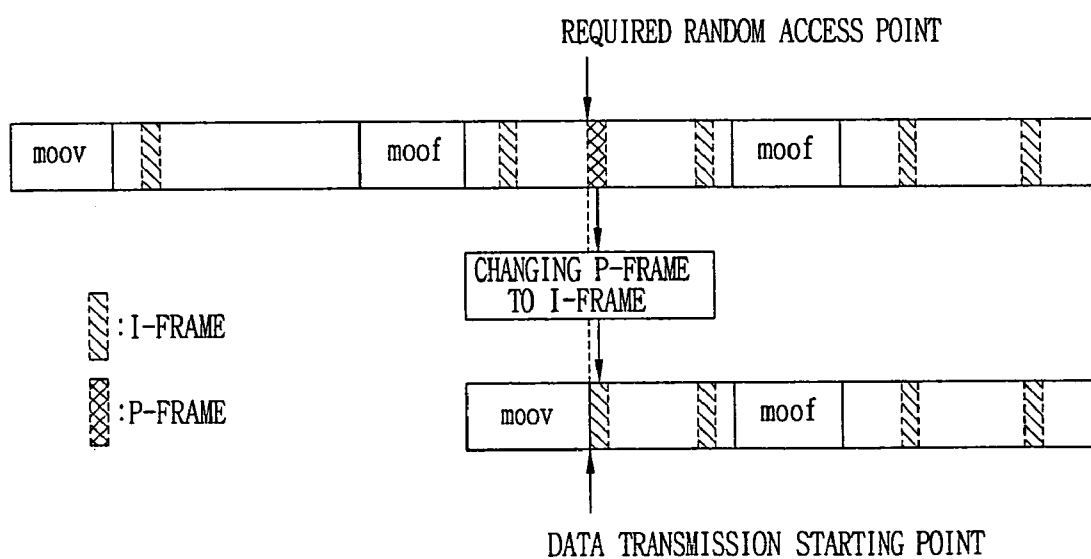 REQUIRED RANDOM ACCESS POINT
moov moof moof
CHANGING P-FRAME
TO I-FRAME
:I-FRAME
:P-FRAME
moov moof
DATA TRANSMISSION STARTING POINT